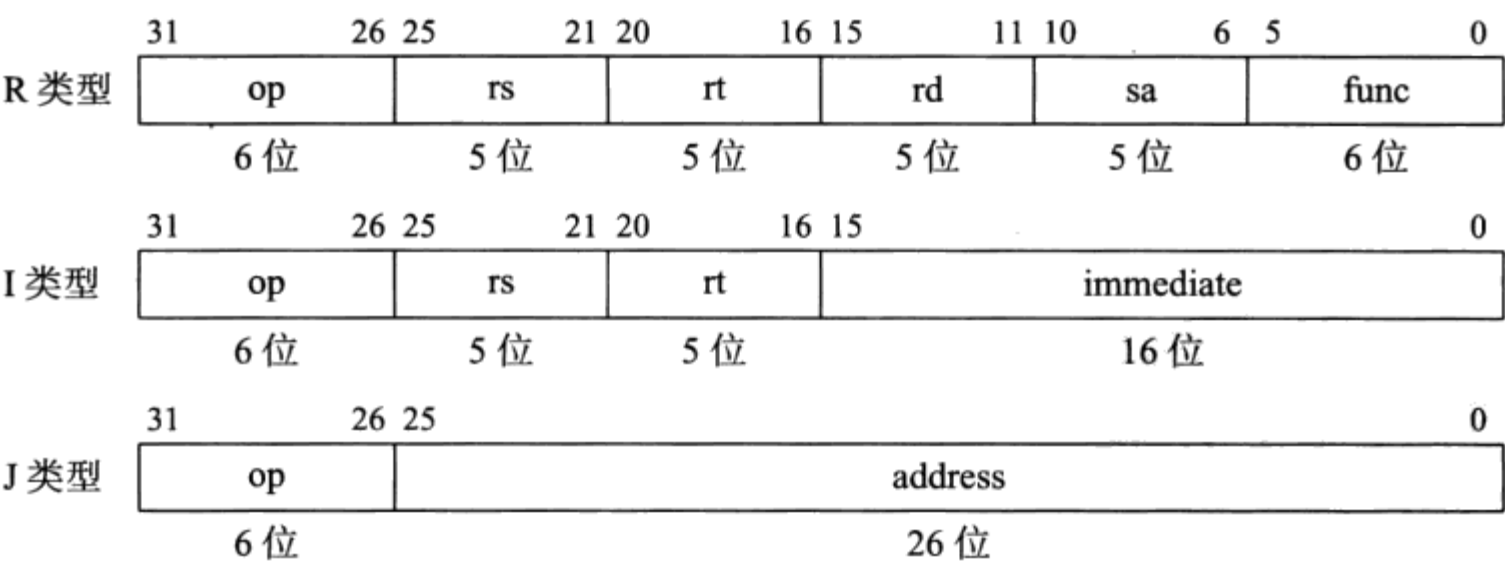 31 26 25 21 20 16 15 11 10 6 5 0
R 类型 op rs rt rd sa func
6 位 5 位 5 位 5 位 5 位 6 位
31 26 25 21 20 16 15 0
I 类型 op rs rt immediate
6 位 5 位 5 位 16 位
31 26 25 0
J 类型 op address
6 位 26 位